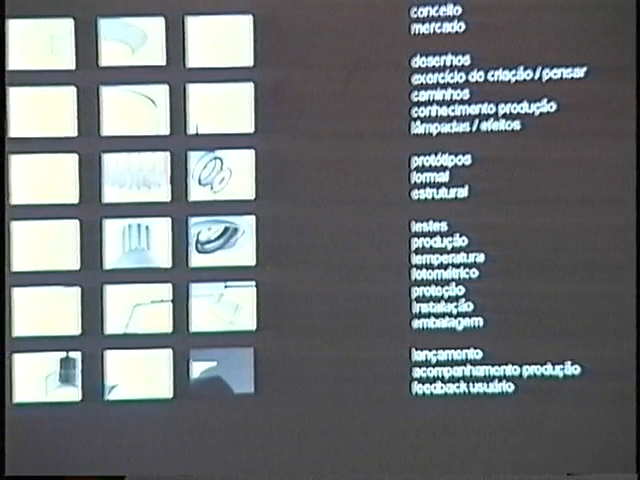 conceito
mercado
desenhos
exercício de criação / pensar
caminhos
conhecimento produção
lâmpadas / efeitos
protótipos
formal
estrutural
testes
produção
temperatura
fotométrico
proteção
instalação
embalagem
lançamento
acompanhamento produção
feedback usuário